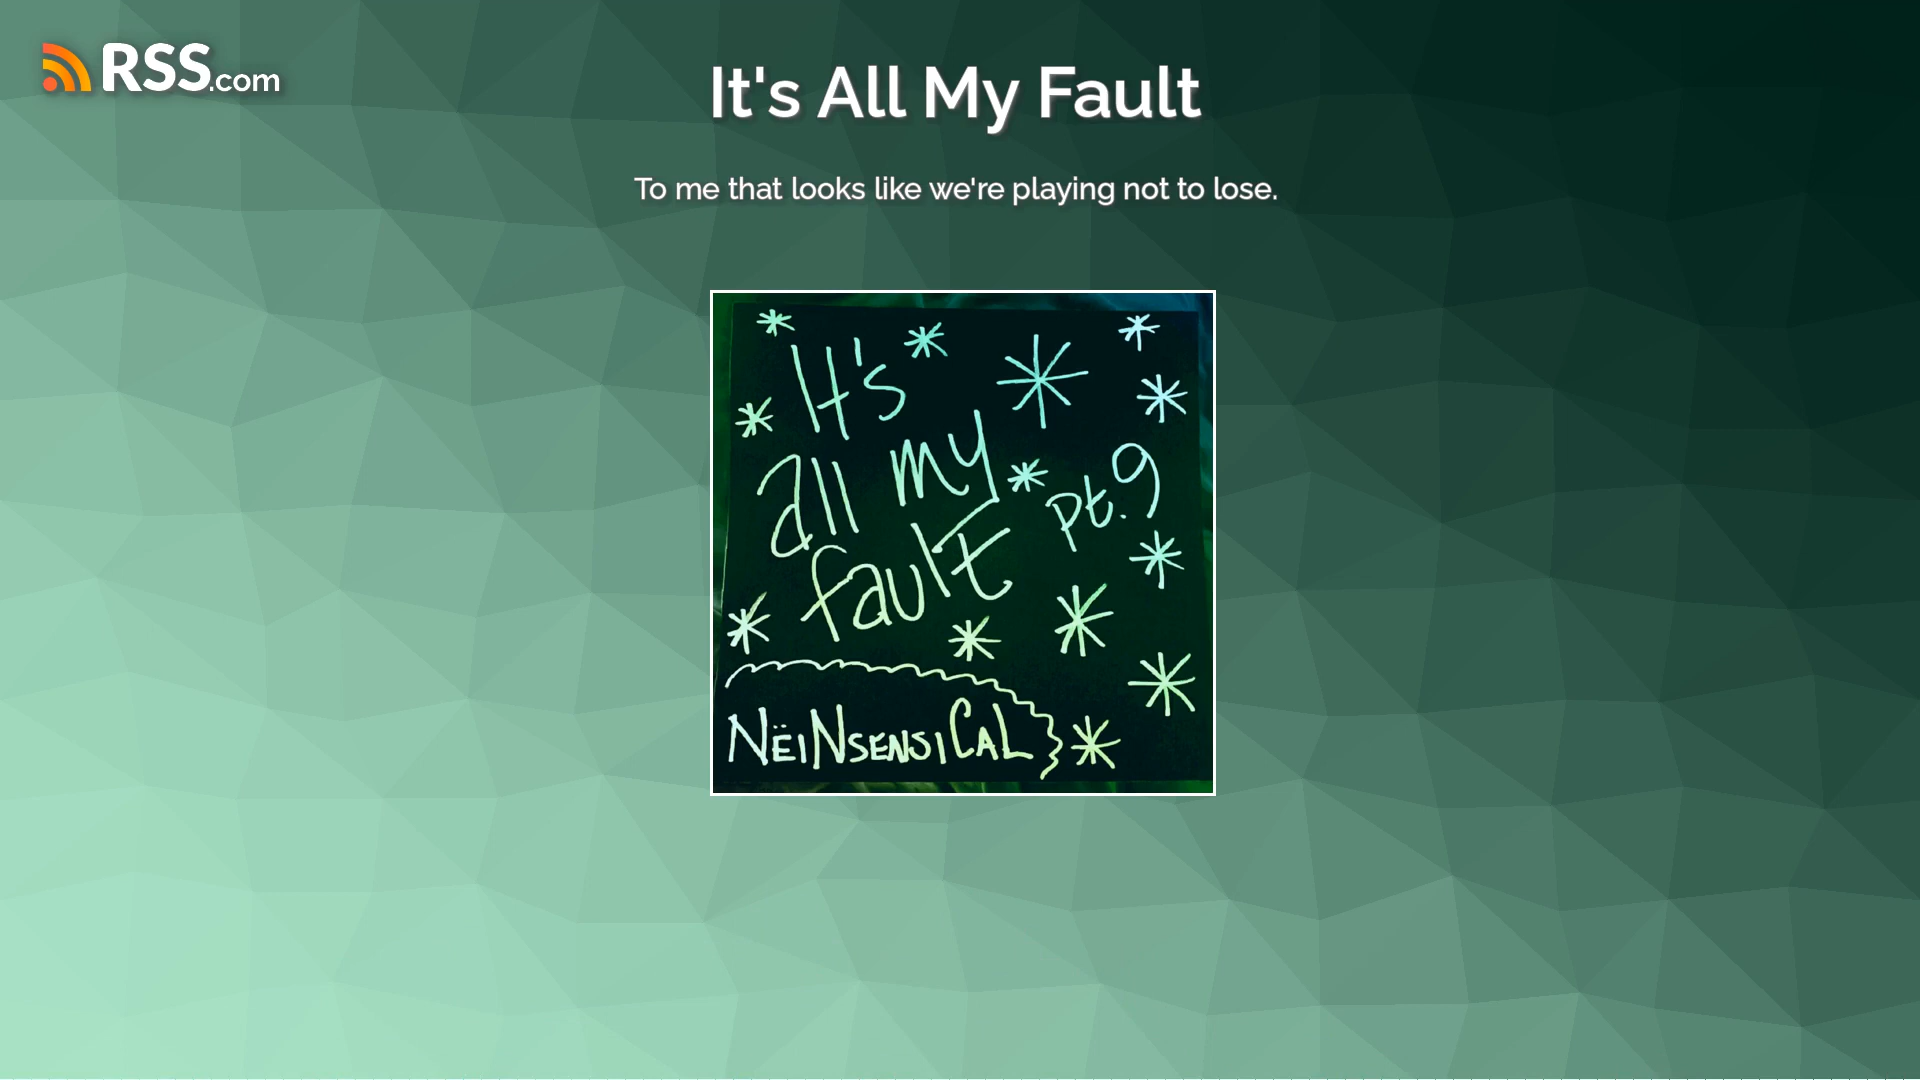 RSS.com
It's All My Fault
To me that looks like we're playing not to lose.
It's
all my
fault
pt.9
NËINSENSICAL